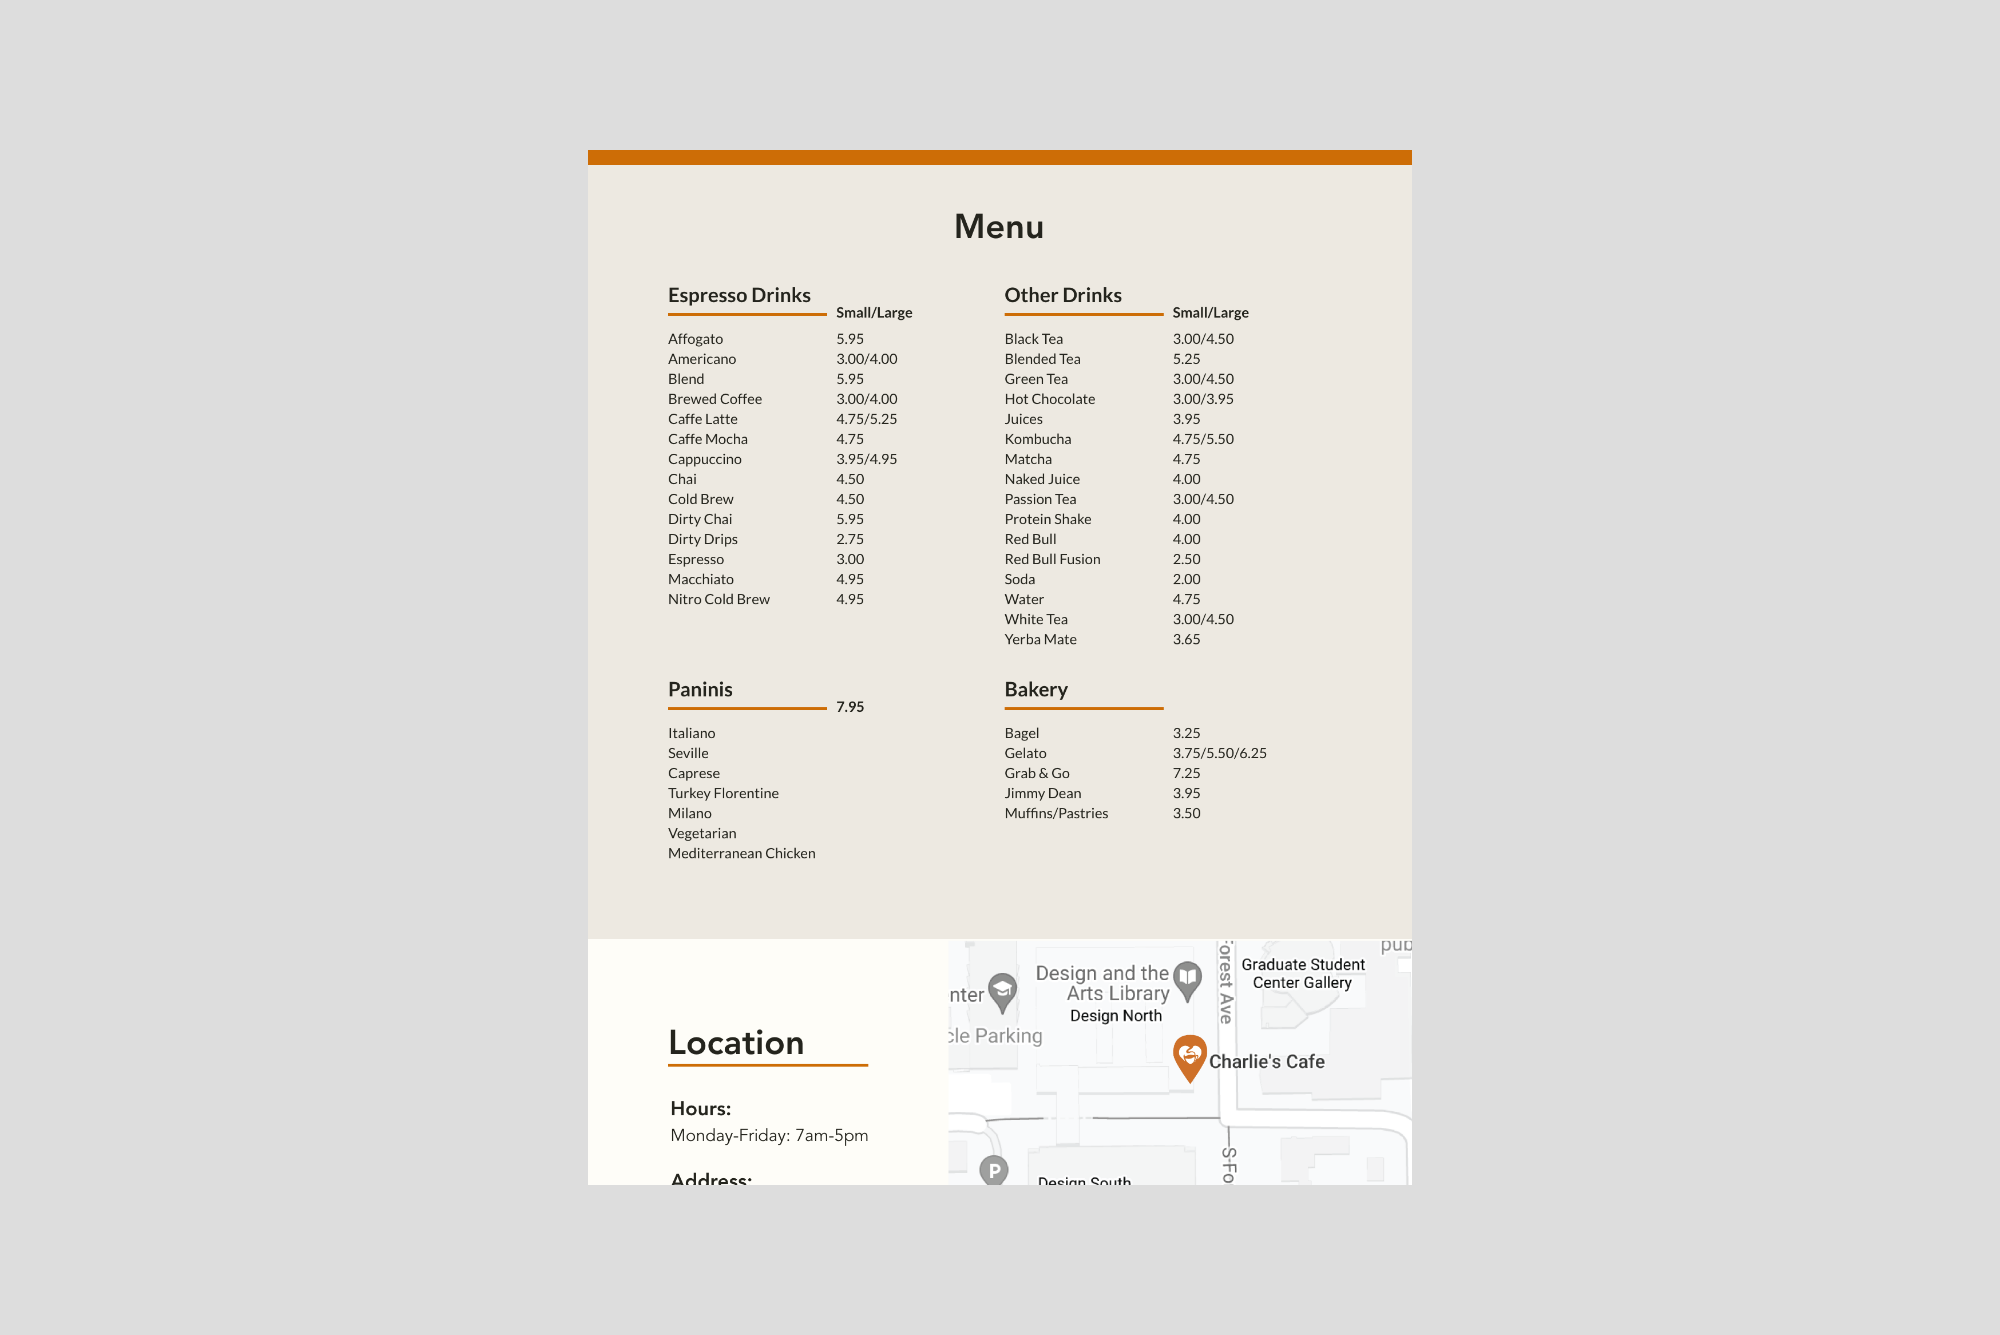 Menu
Espresso Drinks
Small/Large
Affogato 5.95
Americano 3.00/4.00
Blend 5.95
Brewed Coffee 3.00/4.00
Caffe Latte 4.75/5.25
Caffe Mocha 4.75
Cappuccino 3.95/4.95
Chai 4.50
Cold Brew 4.50
Dirty Chai 5.95
Dirty Drips 2.75
Espresso 3.00
Macchiato 4.95
Nitro Cold Brew 4.95
Other Drinks
Small/Large
Black Tea 3.00/4.50
Blended Tea 5.25
Green Tea 3.00/4.50
Hot Chocolate 3.00/3.95
Juices 3.95
Kombucha 4.75/5.50
Matcha 4.75
Naked Juice 4.00
Passion Tea 3.00/4.50
Protein Shake 4.00
Red Bull 4.00
Red Bull Fusion 2.50
Soda 2.00
Water 4.75
White Tea 3.00/4.50
Yerba Mate 3.65
Paninis
7.95
Italiano
Seville
Caprese
Turkey Florentine
Milano
Vegetarian
Mediterranean Chicken
Bakery
Bagel 3.25
Gelato 3.75/5.50/6.25
Grab & Go 7.25
Jimmy Dean 3.95
Muffins/Pastries 3.50
Location
Hours:
Monday-Friday: 7am-5pm
Address:
nter
cle Parking
Design and the
Arts Library
Design North
Forest Ave
Graduate Student
Center Gallery
pub
Charlie's Cafe
P
Design South
S Fo